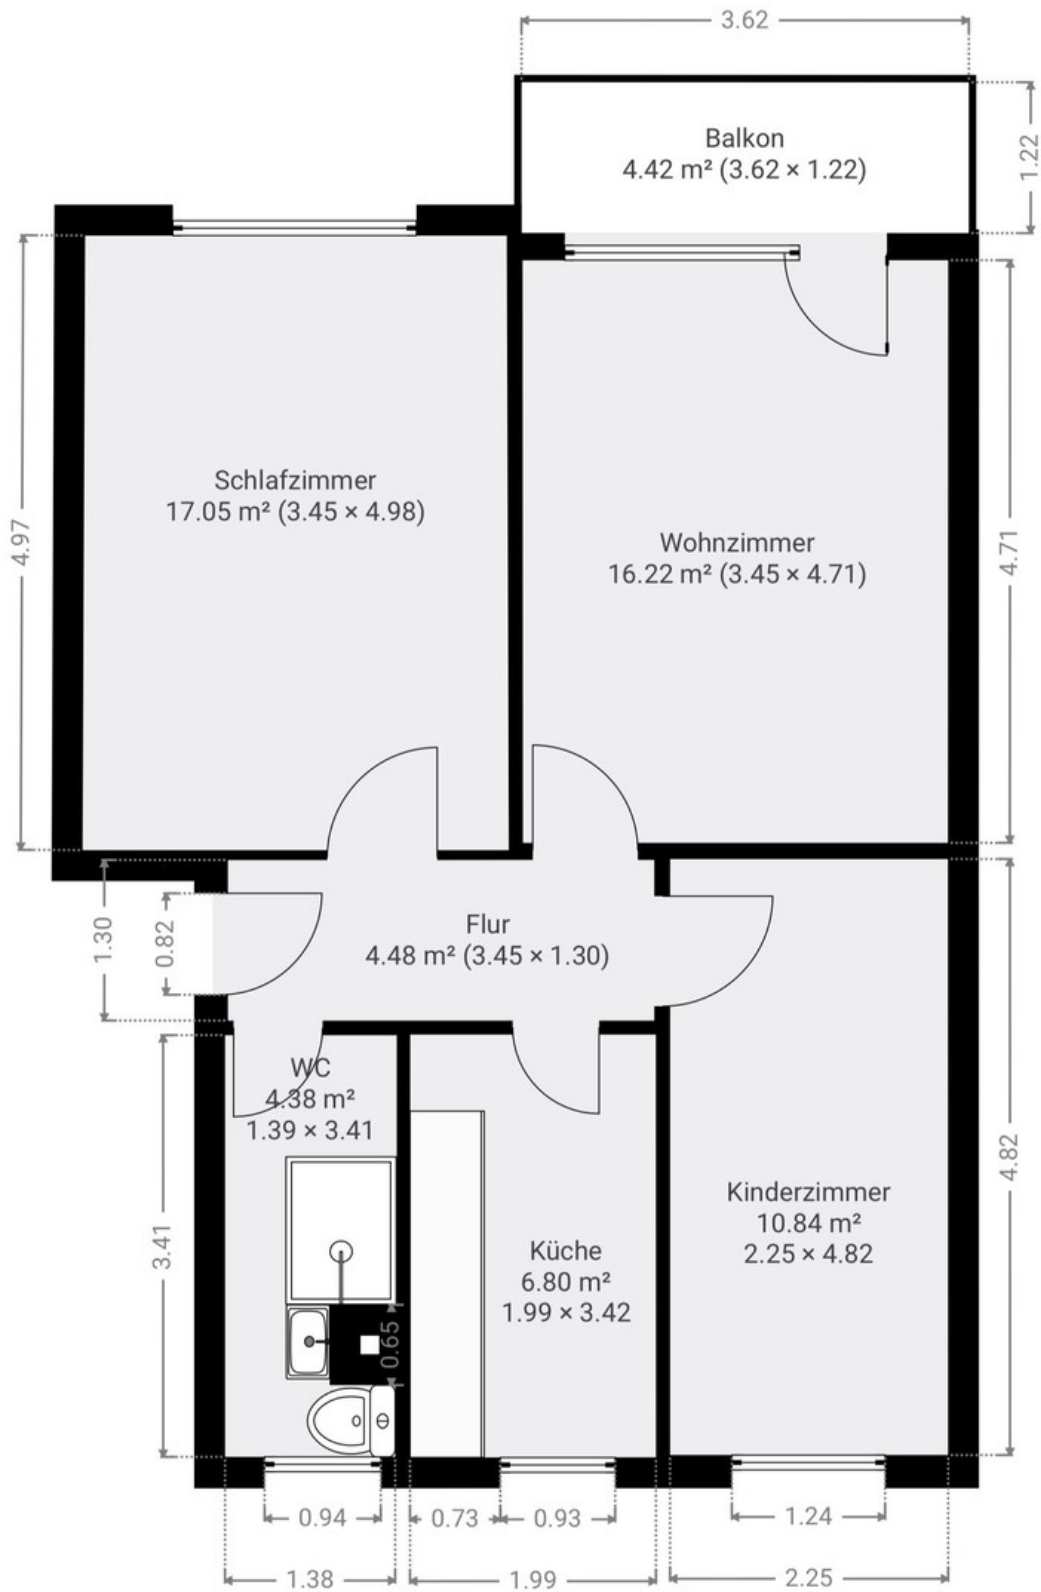 3.62
Balkon
4.42 m² (3.62 × 1.22)
1.22
Schlafzimmer
17.05 m² (3.45 × 4.98)
4.97
Wohnzimmer
16.22 m² (3.45 × 4.71)
4.71
Flur
4.48 m² (3.45 × 1.30)
1.30
0.82
WC
4.38 m²
1.39 × 3.41
3.41
0.65
Küche
6.80 m²
1.99 × 3.42
Kinderzimmer
10.84 m²
2.25 × 4.82
4.82
0.94
0.73
0.93
1.24
1.38
1.99
2.25